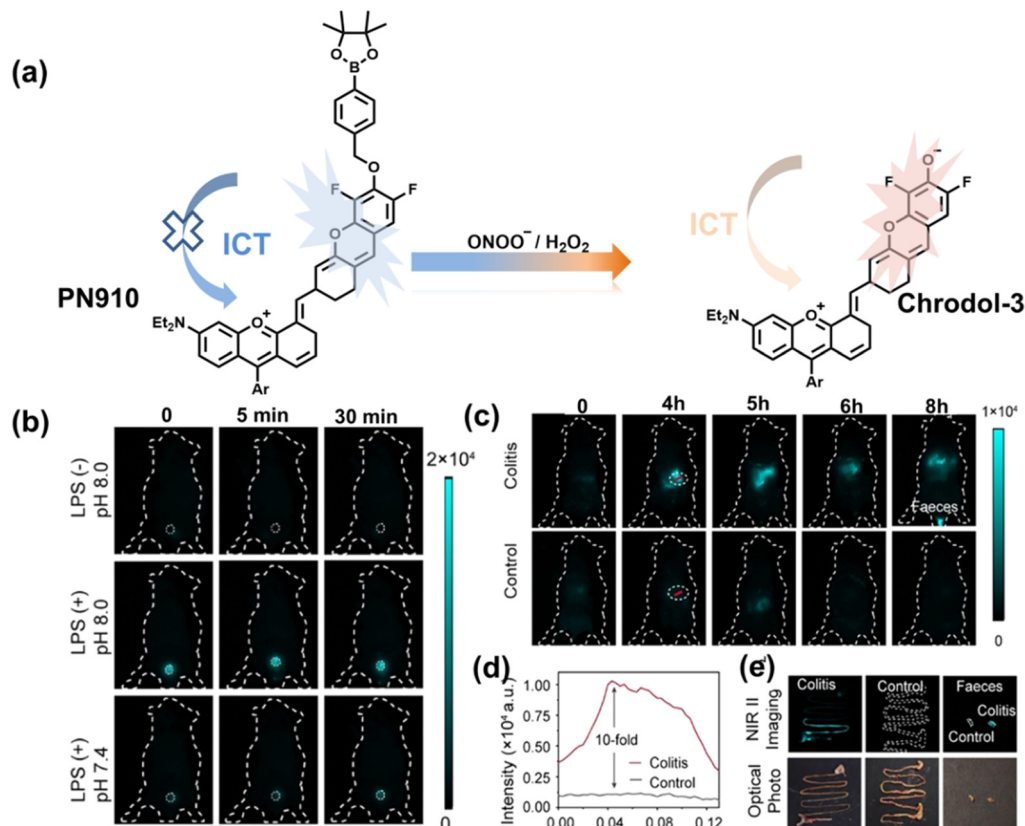 (a)
O
O
B
O
F
F
O
ICT
PN910
Et₂N
O⁺
Ar
ONOO⁻ / H₂O₂
ICT
O⁻
F
F
O
Chrodol-3
Et₂N
O⁺
Ar
(b)
0
5 min
30 min
LPS (-)
pH 8.0
LPS (+)
pH 8.0
LPS (+)
pH 7.4
2×10⁴
0
(c)
0
4h
5h
6h
8h
Colitis
Control
Faeces
1×10⁴
0
(d)
Intensity (×10⁴ a.u.)
1.00
0.75
0.50
0.25
0.00
10-fold
Colitis
Control
0.00
0.04
0.08
0.12
(e)
NIR II
Imaging
Optical
Photo
Colitis
Control
Faeces
Colitis
Control